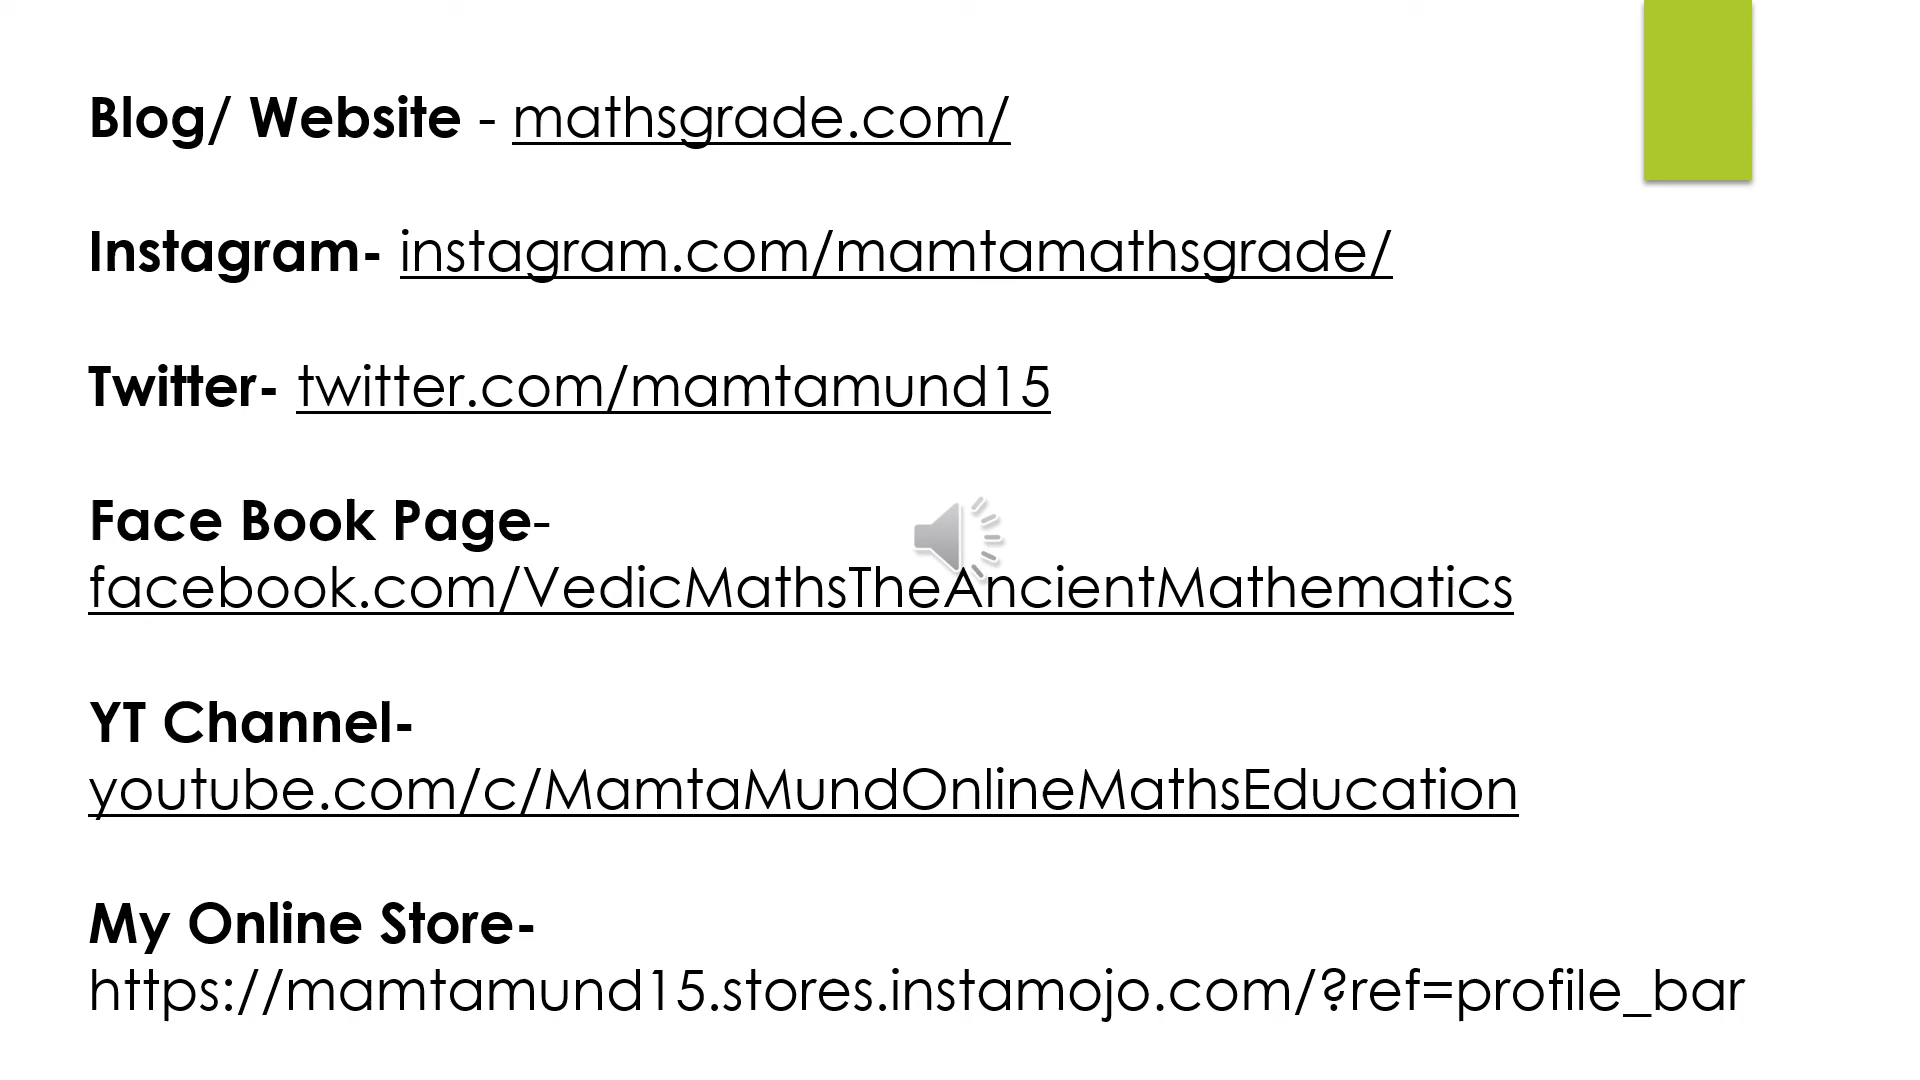 Blog/ Website - mathsgrade.com/
Instagram- instagram.com/mamtamathsgrade/
Twitter- twitter.com/mamtamund15
Face Book Page-
facebook.com/VedicMathsTheAncientMathematics
YT Channel-
youtube.com/c/MamtaMundOnlineMathsEducation
My Online Store-
https://mamtamund15.stores.instamojo.com/?ref=profile_bar